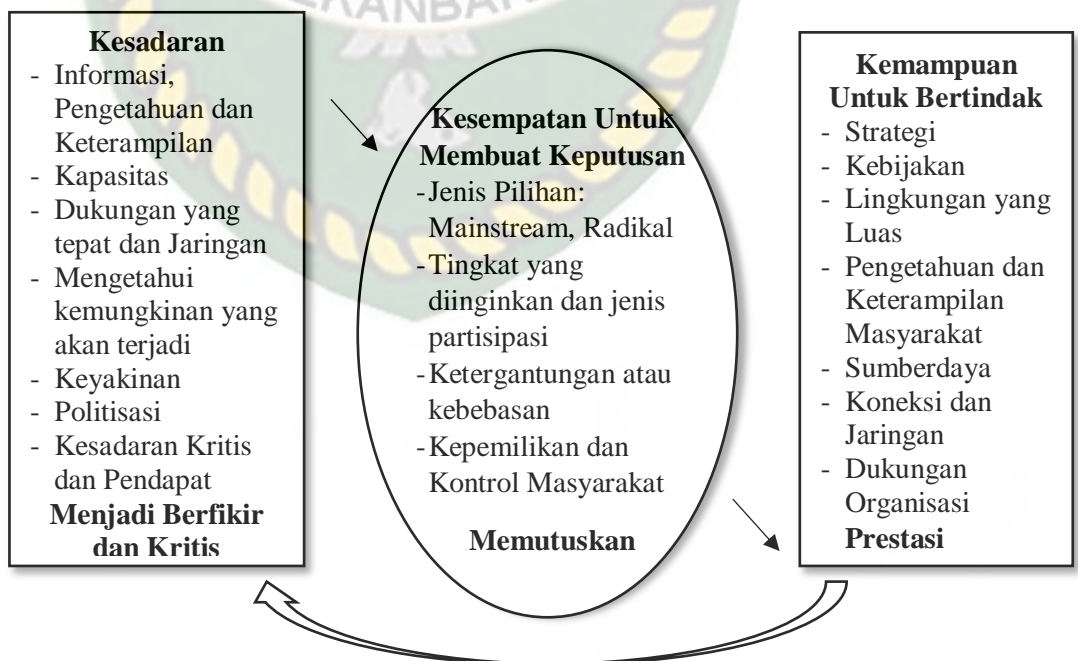 EKANBAR
Kesadaran
- Informasi,
Pengetahuan dan
Keterampilan
- Kapasitas
- Dukungan yang
tepat dan Jaringan
- Mengetahui
kemungkinan yang
akan terjadi
- Keyakinan
- Politisasi
- Kesadaran Kritis
dan Pendapat
Menjadi Berfikir
dan Kritis
Kesempatan Untuk
Membuat Keputusan
- Jenis Pilihan:
Mainstream, Radikal
- Tingkat yang
diinginkan dan jenis
partisipasi
- Ketergantungan atau
kebebasan
- Kepemilikan dan
Kontrol Masyarakat
Memutuskan
Kemampuan
Untuk Bertindak
- Strategi
- Kebijakan
- Lingkungan yang
Luas
- Pengetahuan dan
Keterampilan
Masyarakat
- Sumberdaya
- Koneksi dan
Jaringan
- Dukungan
Organisasi
Prestasi